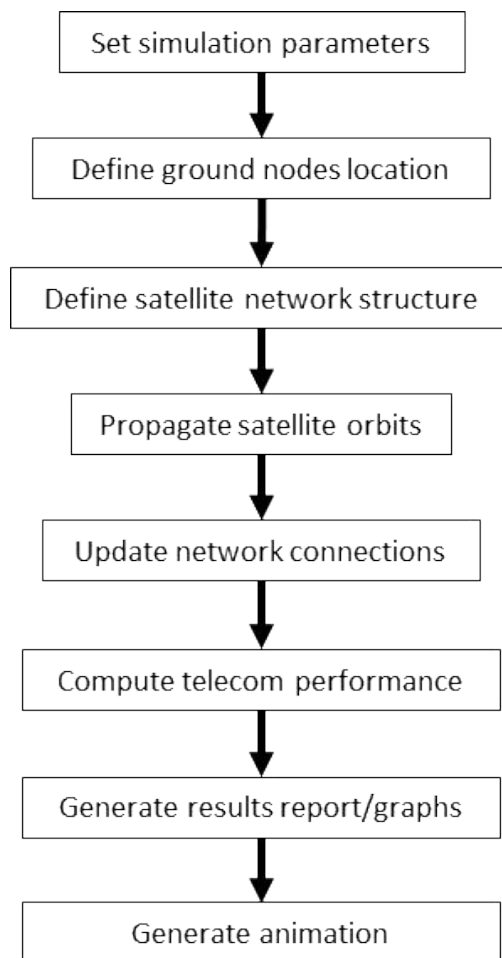 Set simulation parameters
Define ground nodes location
Define satellite network structure
Propagate satellite orbits
Update network connections
Compute telecom performance
Generate results report/graphs
Generate animation